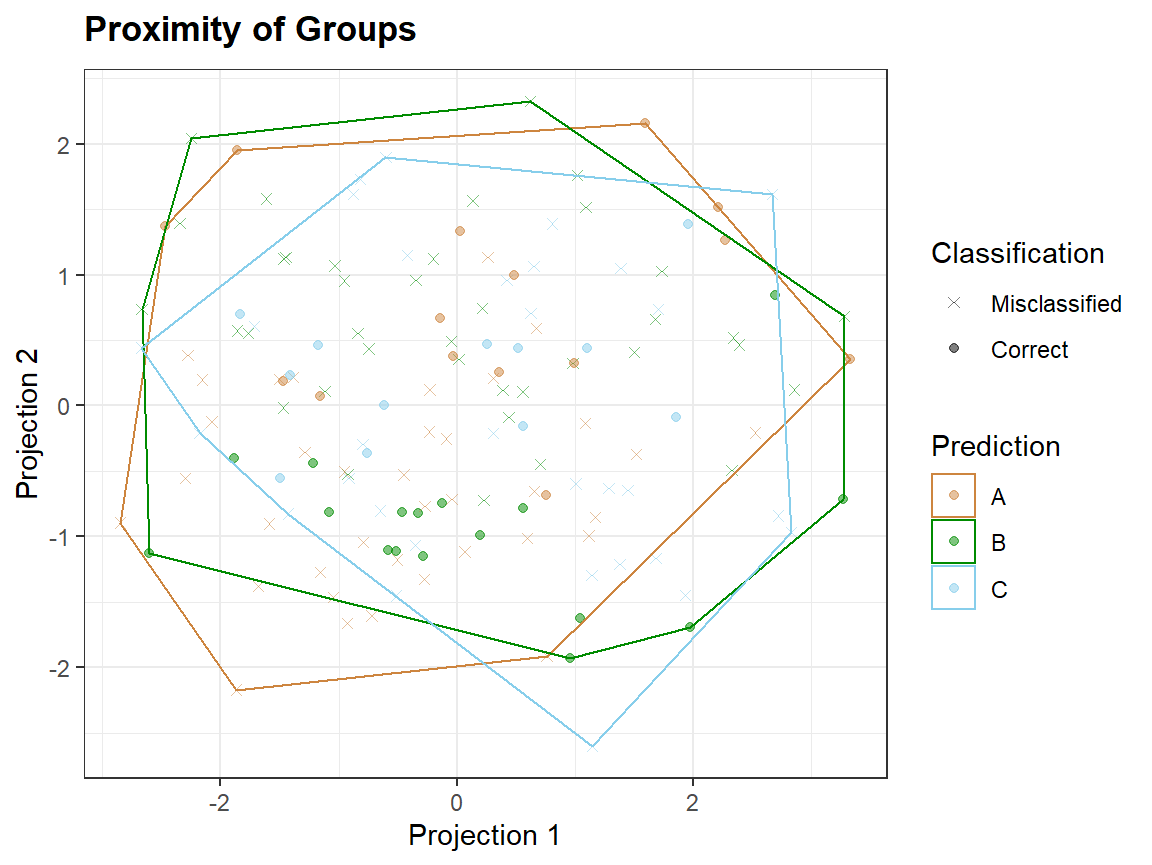 Proximity of Groups
2
1
0
-1
-2
Projection 2
-2
0
2
Projection 1
Classification
Misclassified
Correct
Prediction
A
B
C